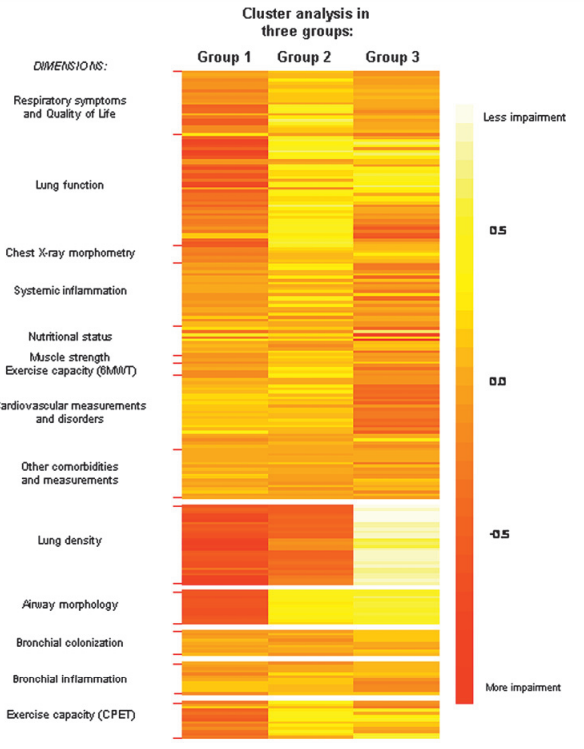 Cluster analysis in
three groups:
DIMENSIONS:
Group 1
Group 2
Group 3
Respiratory symptoms
and Quality of Life
Lung function
Chest X-ray morphometry
Systemic inflammation
Nutritional status
Muscle strength
Exercise capacity (6MWT)
Cardiovascular measurements
and disorders
Other comorbidities
and measurements
Lung density
Airway morphology
Bronchial colonization
Bronchial inflammation
Exercise capacity (CPET)
Less impairment
0.5
0.0
-0.5
More impairment